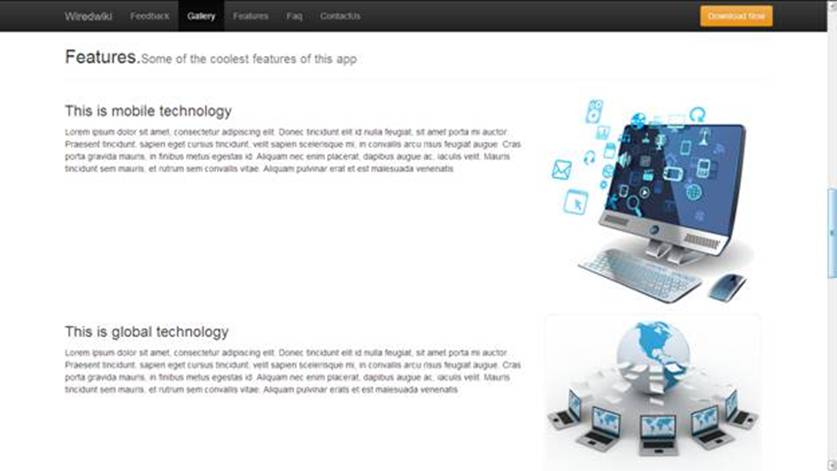 Wiredwiki Feedback Gallery Features Faq ContactUs Download Now
Features.Some of the coolest features of this app
This is mobile technology
Lorem ipsum dolor sit amet, consectetur adipiscing elit. Donec tincidunt elit id nulla feugiat, sit amet porta mi auctor.
Praesent tincidunt, sapien eget cursus tincidunt, velit sapien scelerisque mi, in convallis arcu risus feugiat augue. Cras
porta gravida mauris, in finibus metus egestas id. Aliquam nec enim placerat, dapibus augue ac, iaculis velit. Mauris
tincidunt sem mauris, et rutrum sem convallis vitae. Aliquam pulvinar erat et est malesuada venenatis
This is global technology
Lorem ipsum dolor sit amet, consectetur adipiscing elit. Donec tincidunt elit id nulla feugiat, sit amet porta mi auctor.
Praesent tincidunt, sapien eget cursus tincidunt, velit sapien scelerisque mi, in convallis arcu risus feugiat augue. Cras
porta gravida mauris, in finibus metus egestas id. Aliquam nec enim placerat, dapibus augue ac, iaculis velit. Mauris
tincidunt sem mauris, et rutrum sem convallis vitae. Aliquam pulvinar eratis et est malesuada venenatis